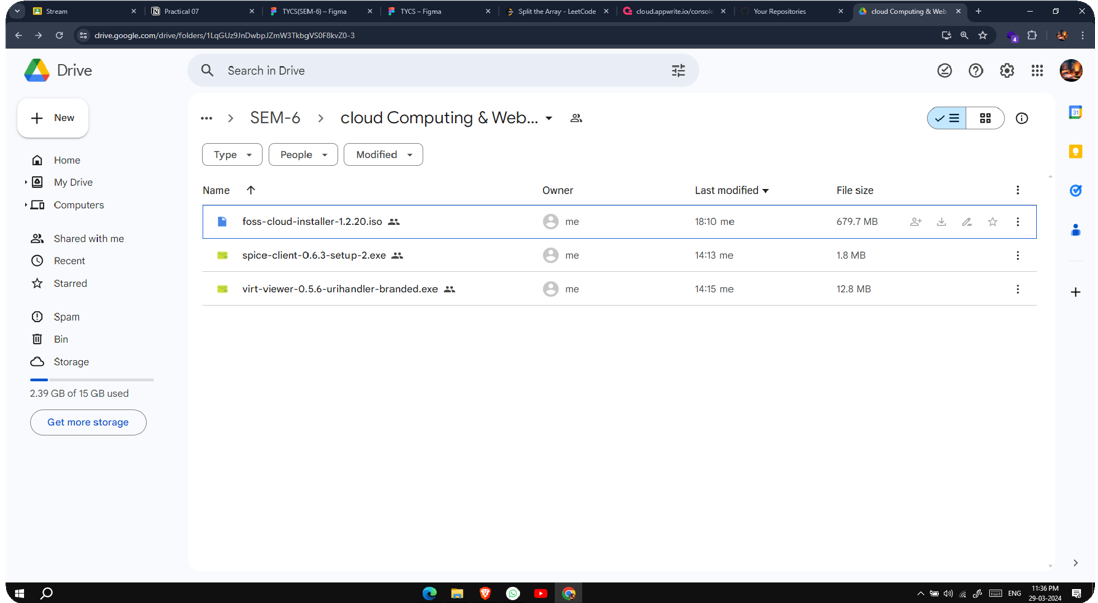 Stream
Practical 07
TYCS(SEM-6) – Figma
TYCS – Figma
Split the Array - LeetCode
cloud.appwrite.io/console
Your Repositories
cloud Computing & Web
drive.google.com/drive/folders/1LqGUz9JnDwbpJZmW3TkbgVS0F8kvZ0-3
4
Drive
Search in Drive
New
SEM-6
cloud Computing & Web...
31
Type
People
Modified
Home
My Drive
Computers
Shared with me
Recent
Starred
Spam
Bin
Storage
2.39 GB of 15 GB used
Get more storage
Name Owner Last modified File size
foss-cloud-installer-1.2.20.iso me 18:10 me 679.7 MB
spice-client-0.6.3-setup-2.exe me 14:13 me 1.8 MB
virt-viewer-0.5.6-urihandler-branded.exe me 14:15 me 12.8 MB
ENG
11:36 PM
29-03-2024